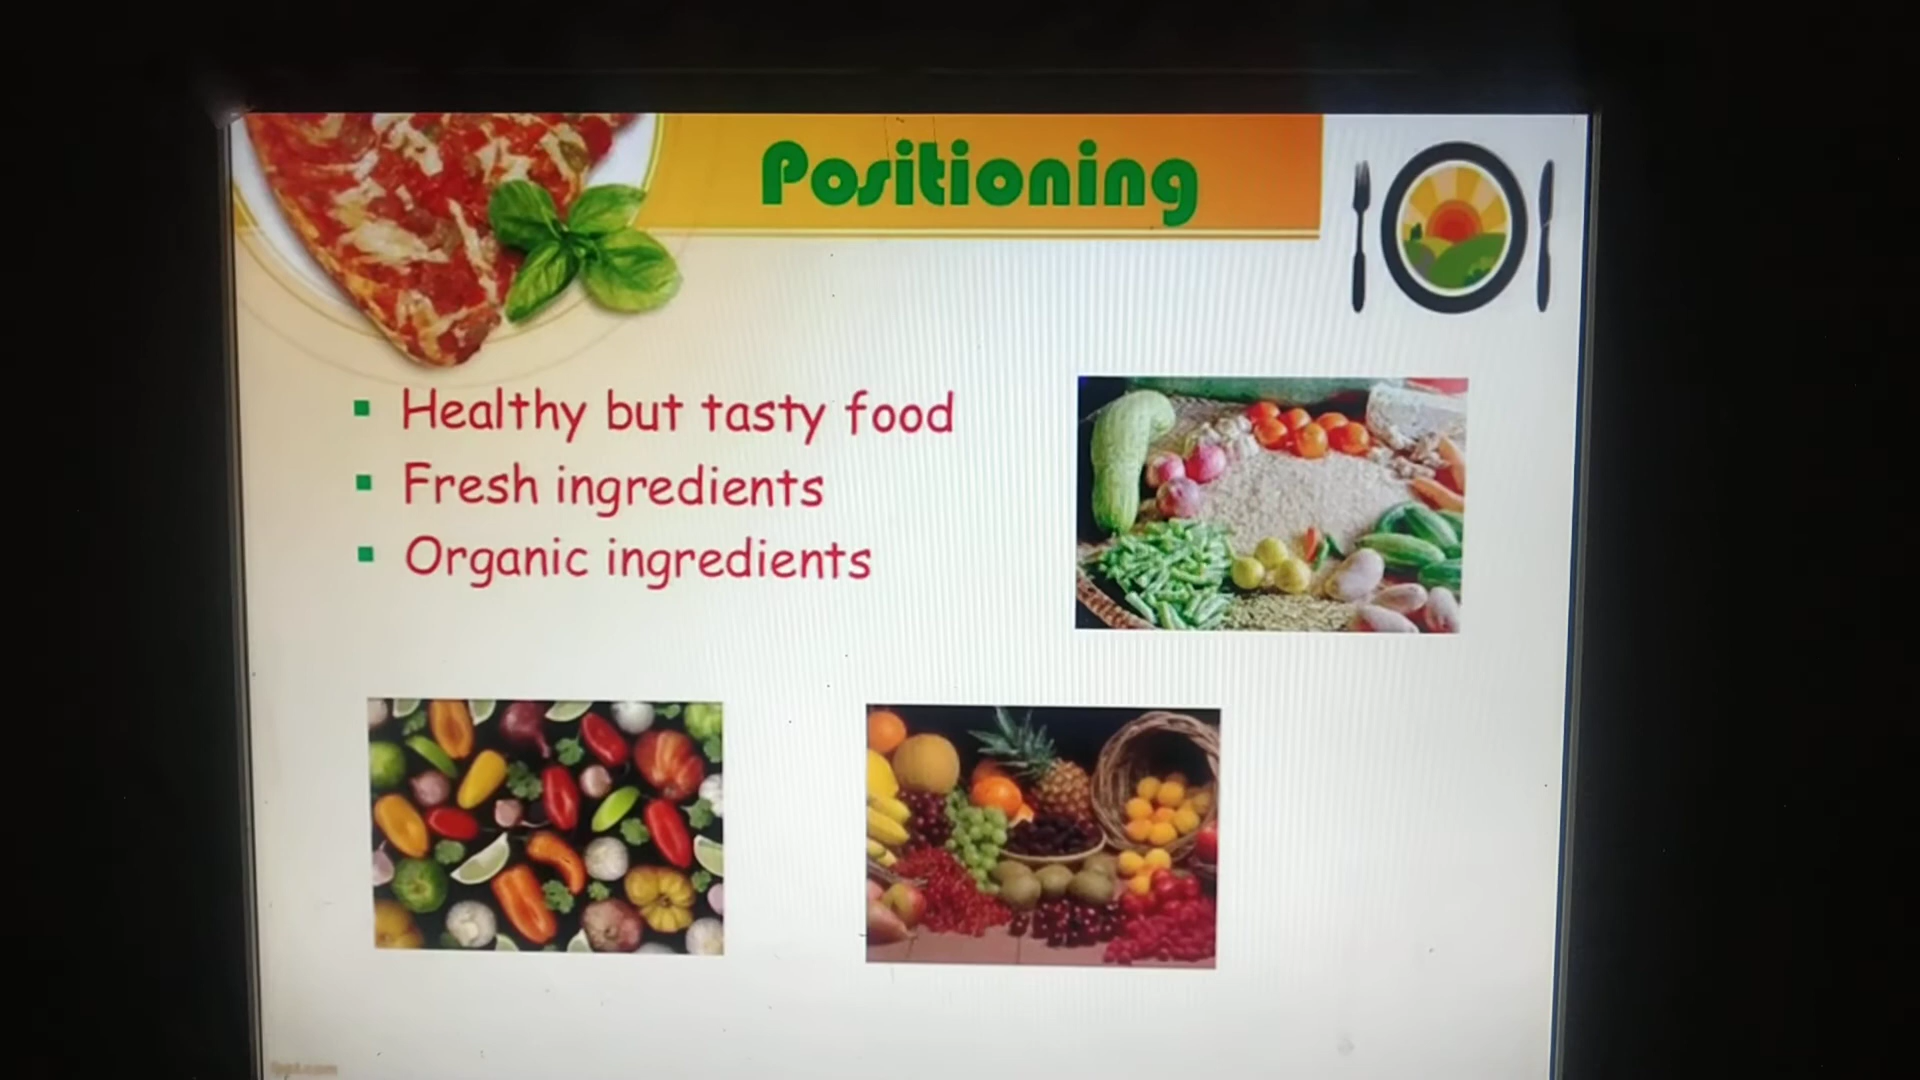 Positioning
Healthy but tasty food
Fresh ingredients
Organic ingredients